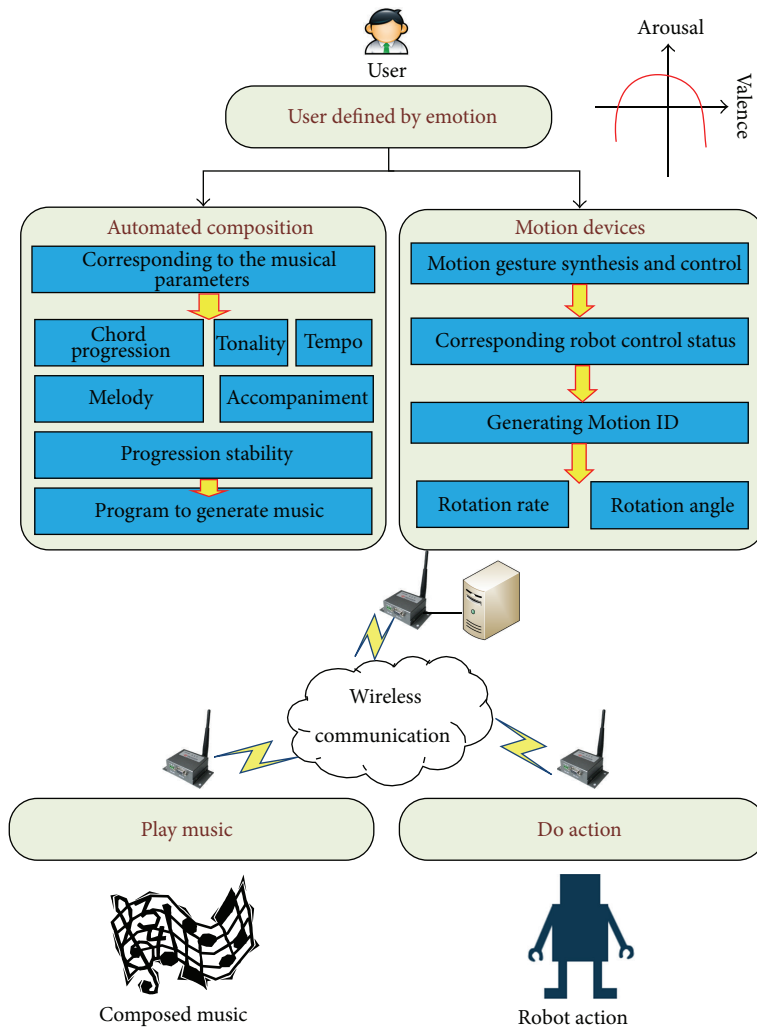 User
Arousal
Valence
User defined by emotion
Automated composition
Corresponding to the musical
parameters
Chord
progression
Tonality
Tempo
Melody
Accompaniment
Progression stability
Program to generate music
Motion devices
Motion gesture synthesis and control
Corresponding robot control status
Generating Motion ID
Rotation rate
Rotation angle
Wireless
communication
Play music
Do action
Composed music
Robot action